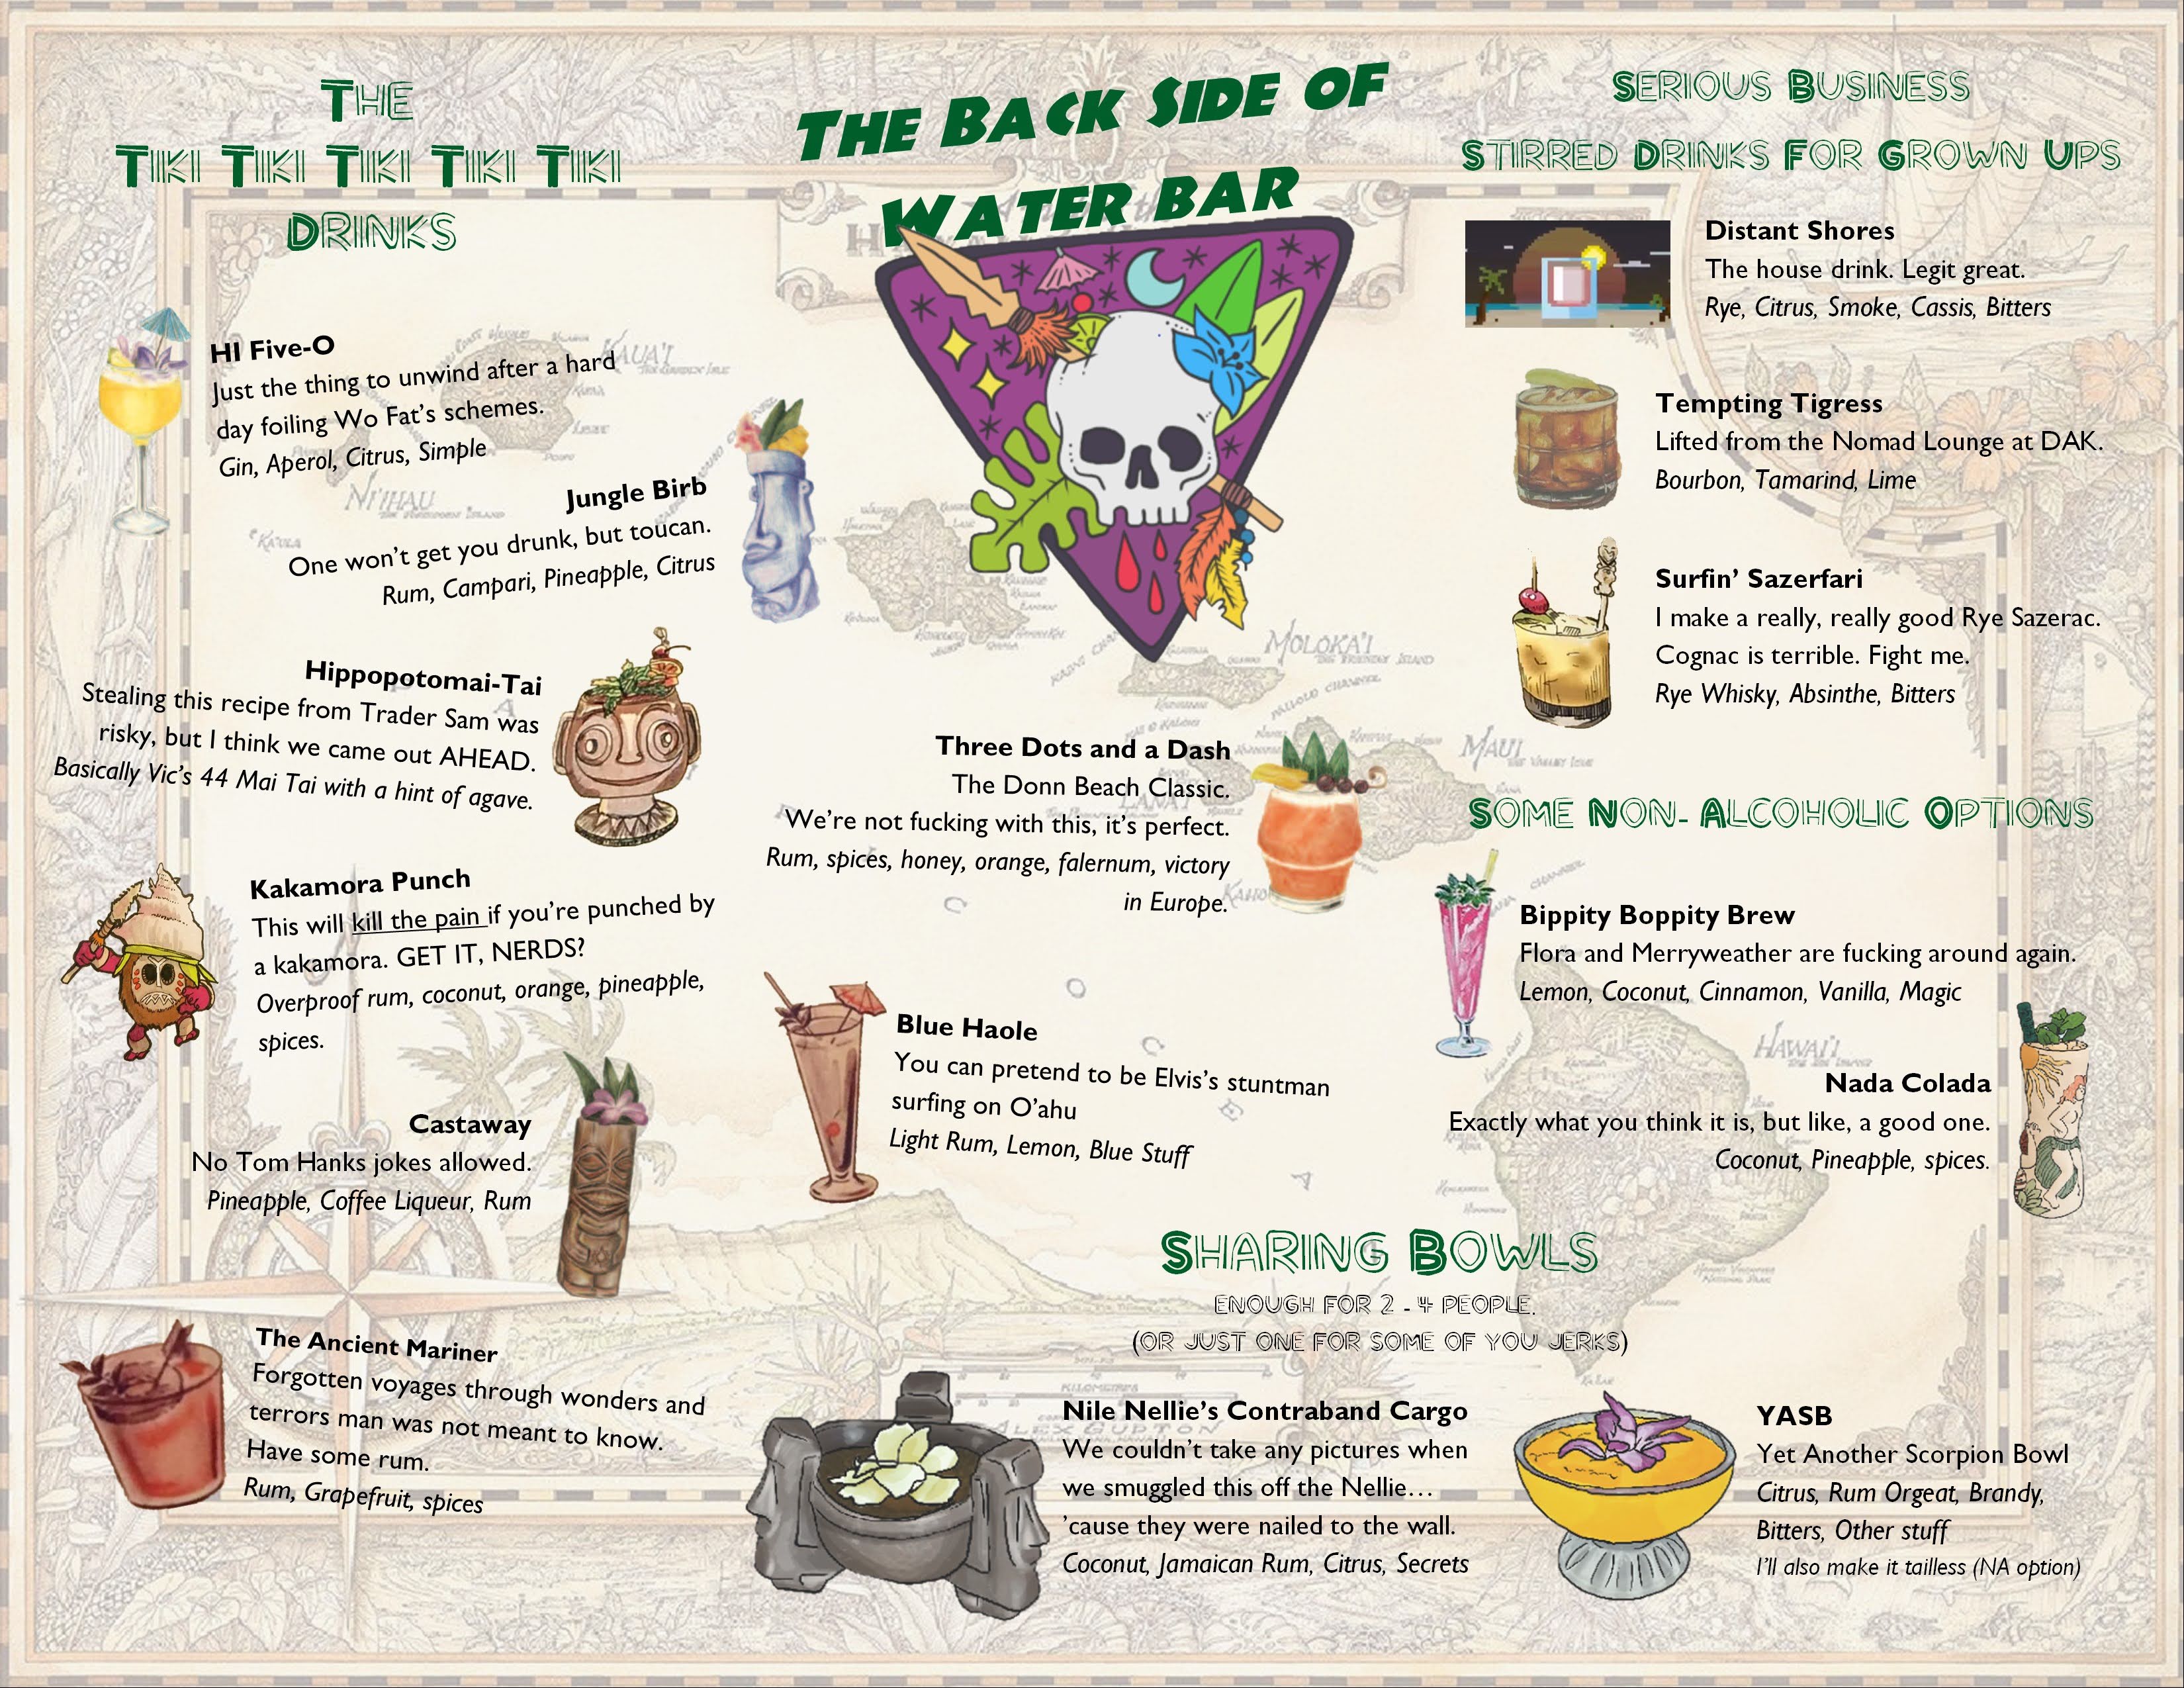 The
Tiki Tiki Tiki Tiki Tiki
Drinks
HI Five-O
Just the thing to unwind after a hard
day foiling Wo Fat's schemes.
Gin, Aperol, Citrus, Simple
Jungle Birb
One won't get you drunk, but toucan.
Rum, Campari, Pineapple, Citrus
Hippopotomai-Tai
Stealing this recipe from Trader Sam was
risky, but I think we came out AHEAD.
Basically Vic's 44 Mai Tai with a hint of agave.
Kakamora Punch
This will kill the pain if you're punched by
a kakamora. GET IT, NERDS?
Overproof rum, coconut, orange, pineapple,
spices.
Castaway
No Tom Hanks jokes allowed.
Pineapple, Coffee Liqueur, Rum
The Ancient Mariner
Forgotten voyages through wonders and
terrors man was not meant to know.
Have some rum.
Rum, Grapefruit, spices
The Back Side of
Water Bar
Three Dots and a Dash
The Donn Beach Classic.
We're not fucking with this, it's perfect.
Rum, spices, honey, orange, falernum, victory
in Europe.
Blue Haole
You can pretend to be Elvis's stuntman
surfing on O'ahu
Light Rum, Lemon, Blue Stuff
Serious Business
Stirred Drinks For Grown Ups
Distant Shores
The house drink. Legit great.
Rye, Citrus, Smoke, Cassis, Bitters
Tempting Tigress
Lifted from the Nomad Lounge at DAK.
Bourbon, Tamarind, Lime
Surfin' Sazerfari
I make a really, really good Rye Sazerac.
Cognac is terrible. Fight me.
Rye Whisky, Absinthe, Bitters
Some Non-Alcoholic Options
Bippity Boppity Brew
Flora and Merryweather are fucking around again.
Lemon, Coconut, Cinnamon, Vanilla, Magic
Nada Colada
Exactly what you think it is, but like, a good one.
Coconut, Pineapple, spices.
Sharing Bowls
Enough for 2 - 4 people.
(or just one for some of you jerks)
Nile Nellie's Contraband Cargo
We couldn't take any pictures when
we smuggled this off the Nellie…
'cause they were nailed to the wall.
Coconut, Jamaican Rum, Citrus, Secrets
YASB
Yet Another Scorpion Bowl
Citrus, Rum Orgeat, Brandy,
Bitters, Other stuff
I'll also make it tailless (NA option)
KAUA'I
NI'IHAU
MOLOKA'I
MAUI
LANA'I
HAWAI'I
KILOMETERS